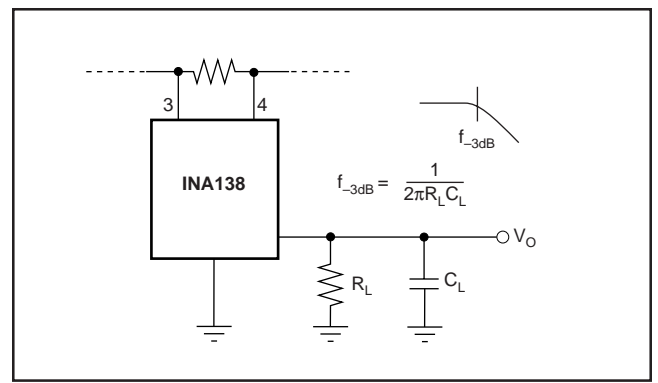 3 4
INA138
f–3dB
f–3dB = 1 / 2πRLCL
VO
RL
CL